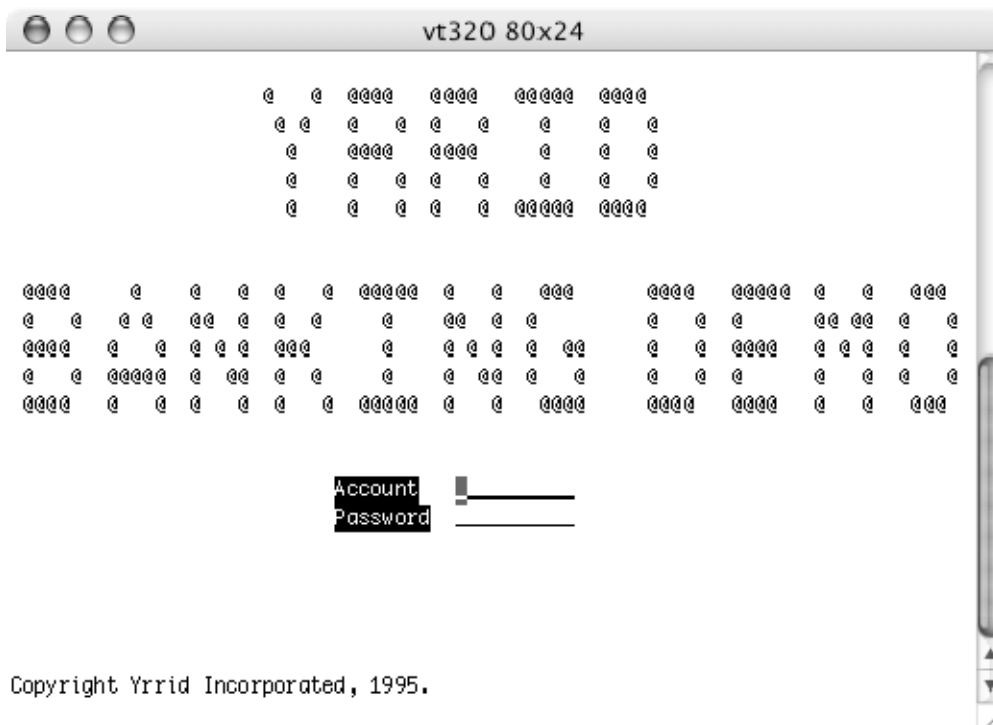 vt320 80x24
YRRID
BANKING DEMO
Account
Password
Copyright Yrrid Incorporated, 1995.